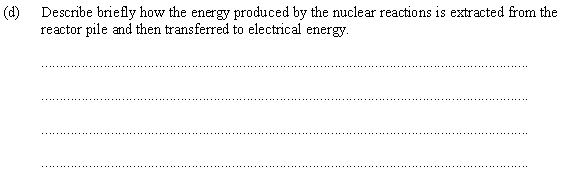 (d) Describe briefly how the energy produced by the nuclear reactions is extracted from the
reactor pile and then transferred to electrical energy.
..........................................................................................................................
..........................................................................................................................
..........................................................................................................................
..........................................................................................................................